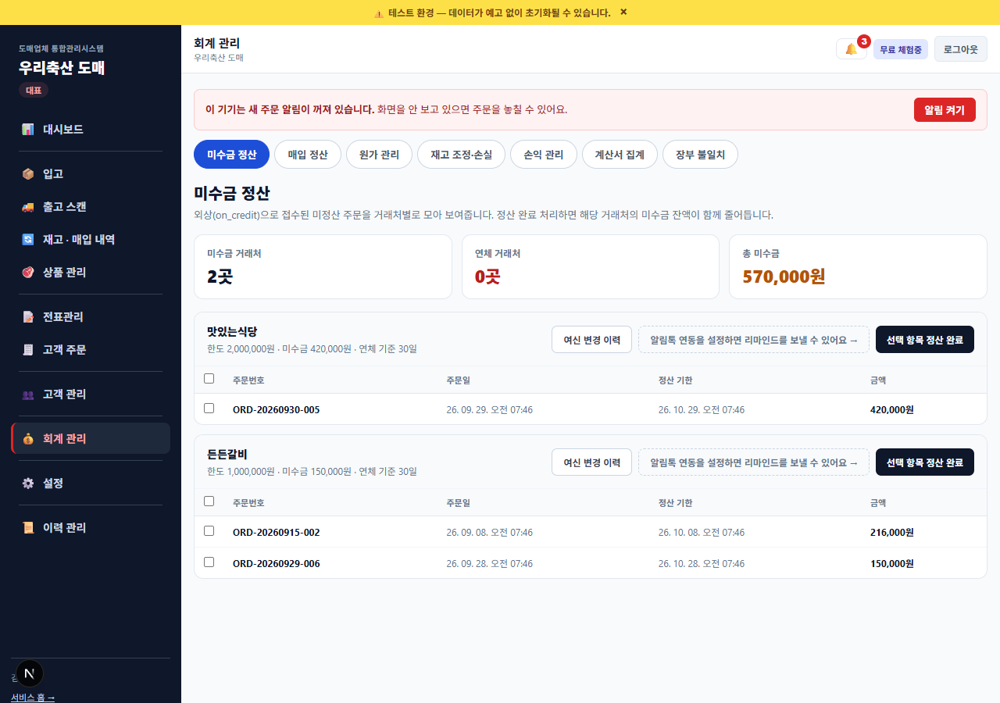 ⚠️ 테스트 환경 — 데이터가 예고 없이 초기화될 수 있습니다. ×
도매업체 통합관리시스템
우리축산 도매
대표
대시보드
입고
출고 스캔
재고 · 매입 내역
상품 관리
전표관리
고객 주문
고객 관리
회계 관리
설정
이력 관리
N
서비스 홈 →
회계 관리
우리축산 도매
3
무료 체험중
로그아웃
이 기기는 새 주문 알림이 꺼져 있습니다. 화면을 안 보고 있으면 주문을 놓칠 수 있어요.
알림 켜기
미수금 정산 매입 정산 원가 관리 재고 조정·손실 손익 관리 계산서 집계 장부 불일치
미수금 정산
외상(on_credit)으로 접수된 미정산 주문을 거래처별로 모아 보여줍니다. 정산 완료 처리하면 해당 거래처의 미수금 잔액이 함께 줄어듭니다.
미수금 거래처
2곳
연체 거래처
0곳
총 미수금
570,000원
맛있는식당
한도 2,000,000원 · 미수금 420,000원 · 연체 기준 30일
여신 변경 이력
알림톡 연동을 설정하면 리마인드를 보낼 수 있어요 →
선택 항목 정산 완료
주문번호 주문일 정산 기한 금액
ORD-20260930-005 26. 09. 29. 오전 07:46 26. 10. 29. 오전 07:46 420,000원
든든갈비
한도 1,000,000원 · 미수금 150,000원 · 연체 기준 30일
여신 변경 이력
알림톡 연동을 설정하면 리마인드를 보낼 수 있어요 →
선택 항목 정산 완료
주문번호 주문일 정산 기한 금액
ORD-20260915-002 26. 09. 08. 오전 07:46 26. 10. 08. 오전 07:46 216,000원
ORD-20260929-006 26. 09. 28. 오전 07:46 26. 10. 28. 오전 07:46 150,000원